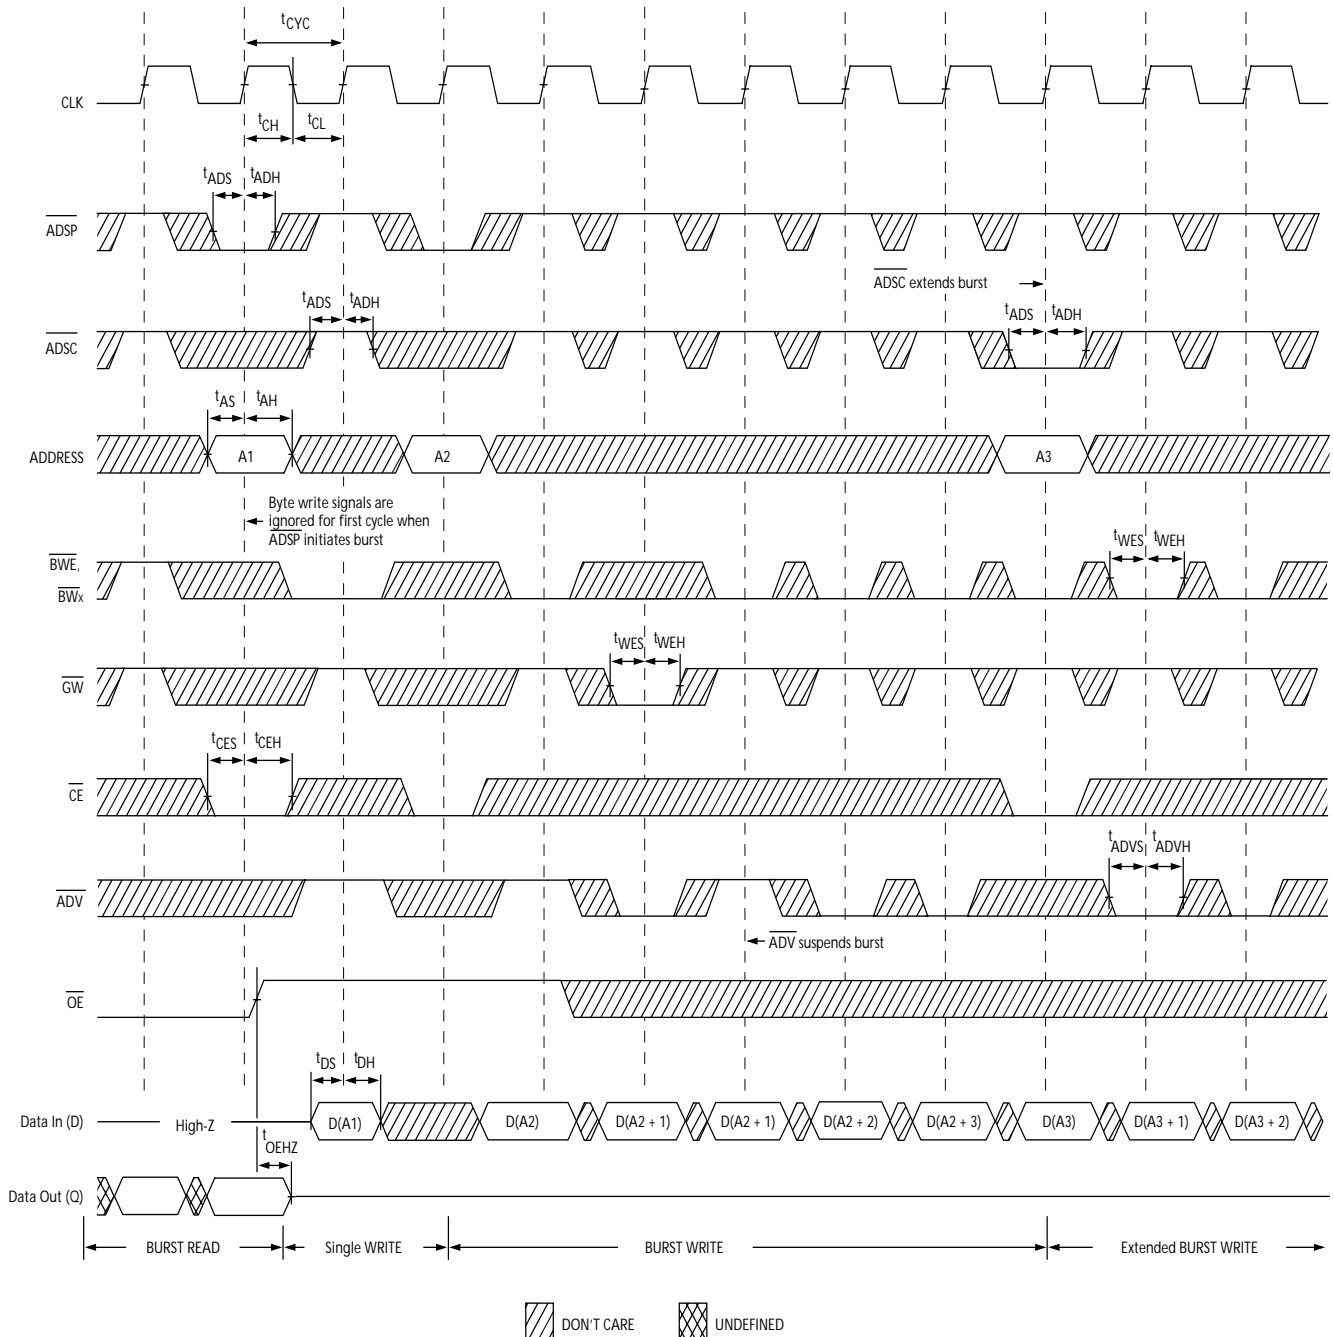 tCYC
CLK
tCH
tCL
tADS
tADH
ADSP
ADSC extends burst
tADS
tADH
tADS
tADH
ADSC
tAS
tAH
ADDRESS
A1
A2
A3
Byte write signals are
ignored for first cycle when
ADSP initiates burst
tWES
tWEH
BWE,
BWx
tWES
tWEH
GW
tCES
tCEH
CE
tADVS
tADVH
ADV
ADV suspends burst
OE
tDS
tDH
Data In (D)
High-Z
D(A1)
D(A2)
D(A2 + 1)
D(A2 + 1)
D(A2 + 2)
D(A2 + 3)
D(A3)
D(A3 + 1)
D(A3 + 2)
tOEHZ
Data Out (Q)
BURST READ
Single WRITE
BURST WRITE
Extended BURST WRITE
DON'T CARE
UNDEFINED